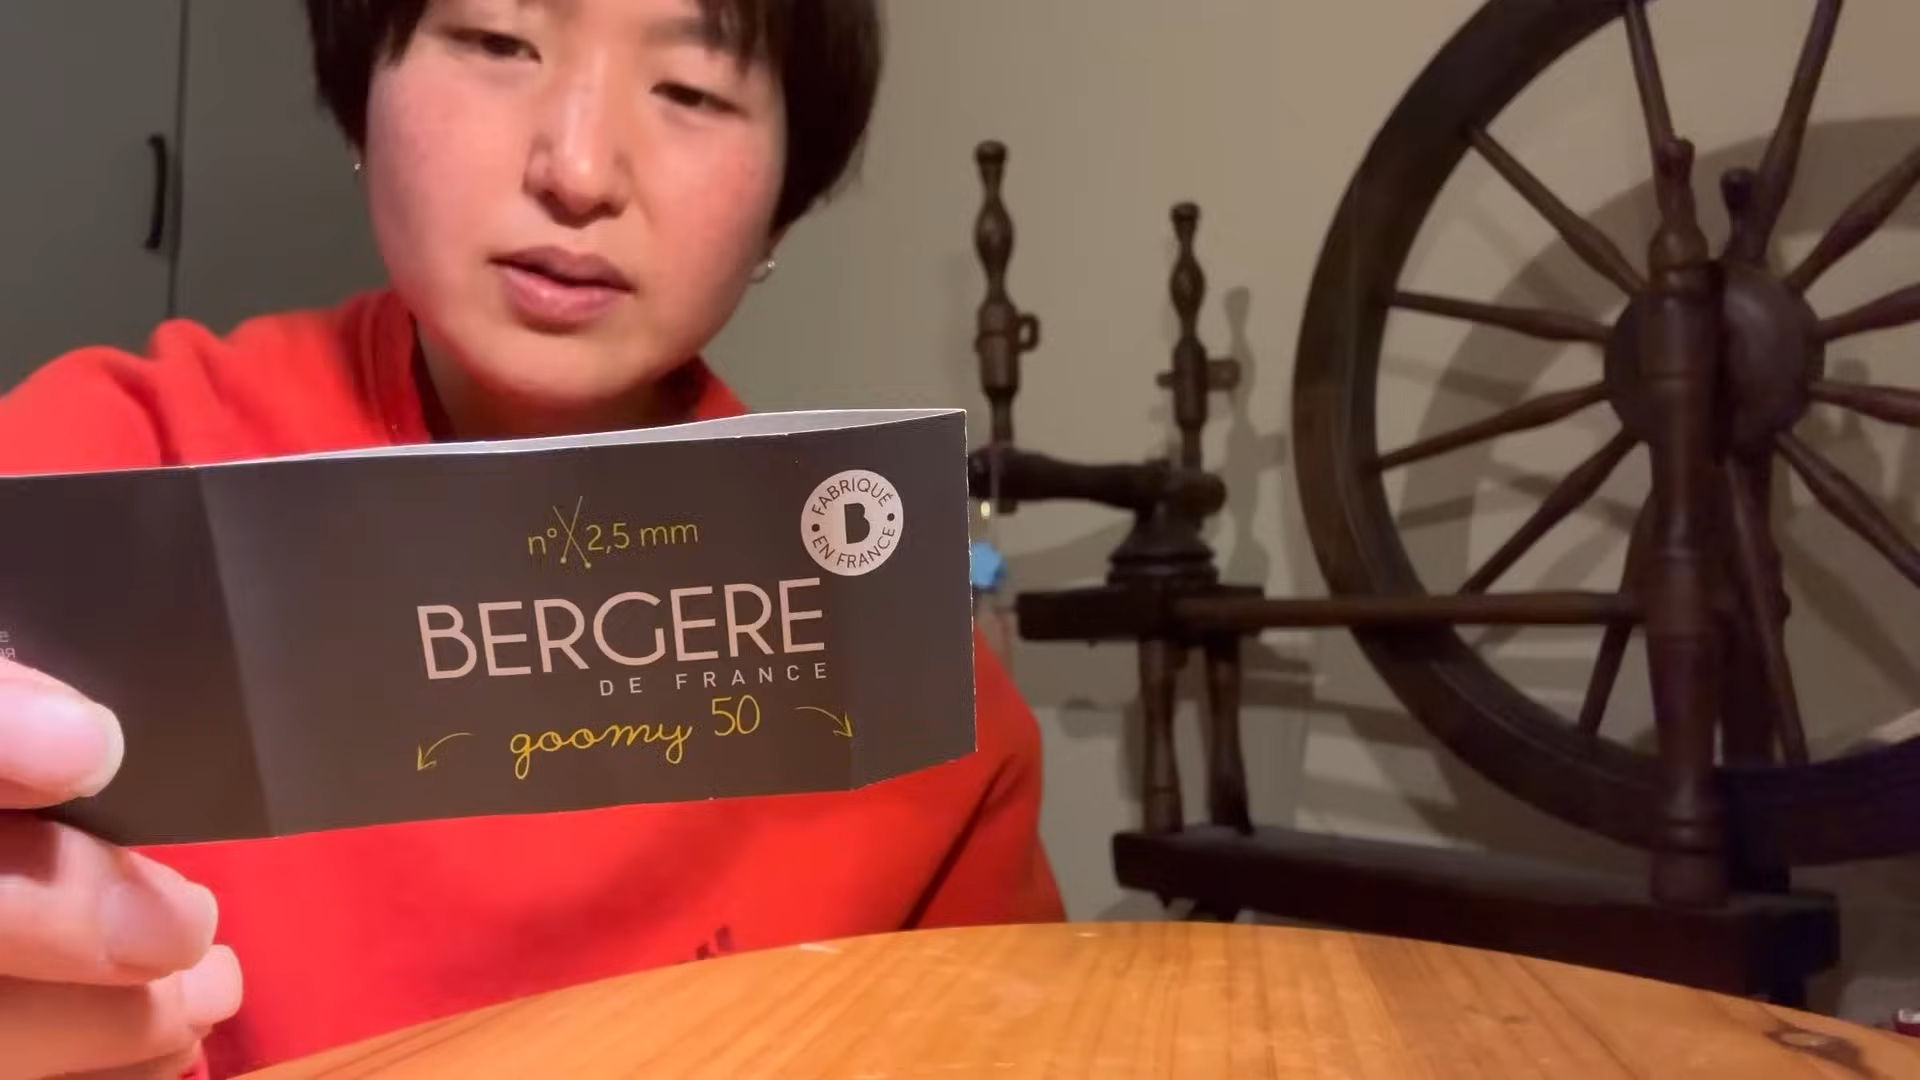 n° 2,5 mm
FABRIQUÉ EN FRANCE
B
BERGERE
DE FRANCE
goomy 50